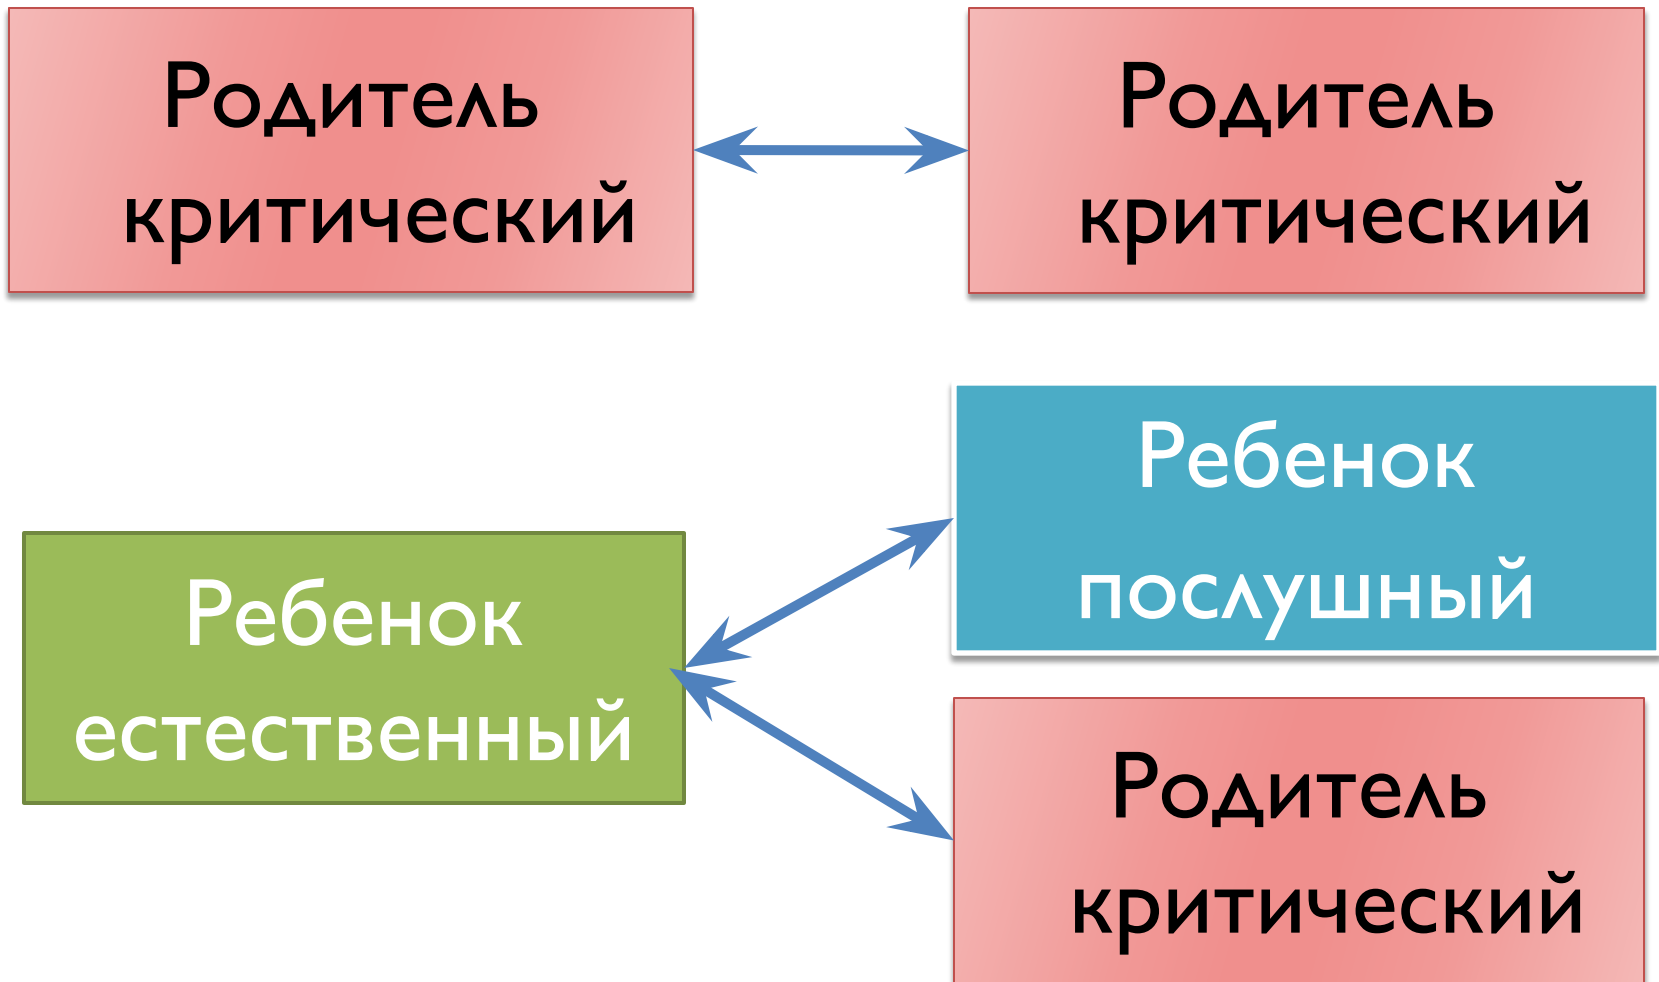 Родитель
критический
Родитель
критический
Ребенок
послушный
Ребенок
естественный
Родитель
критический